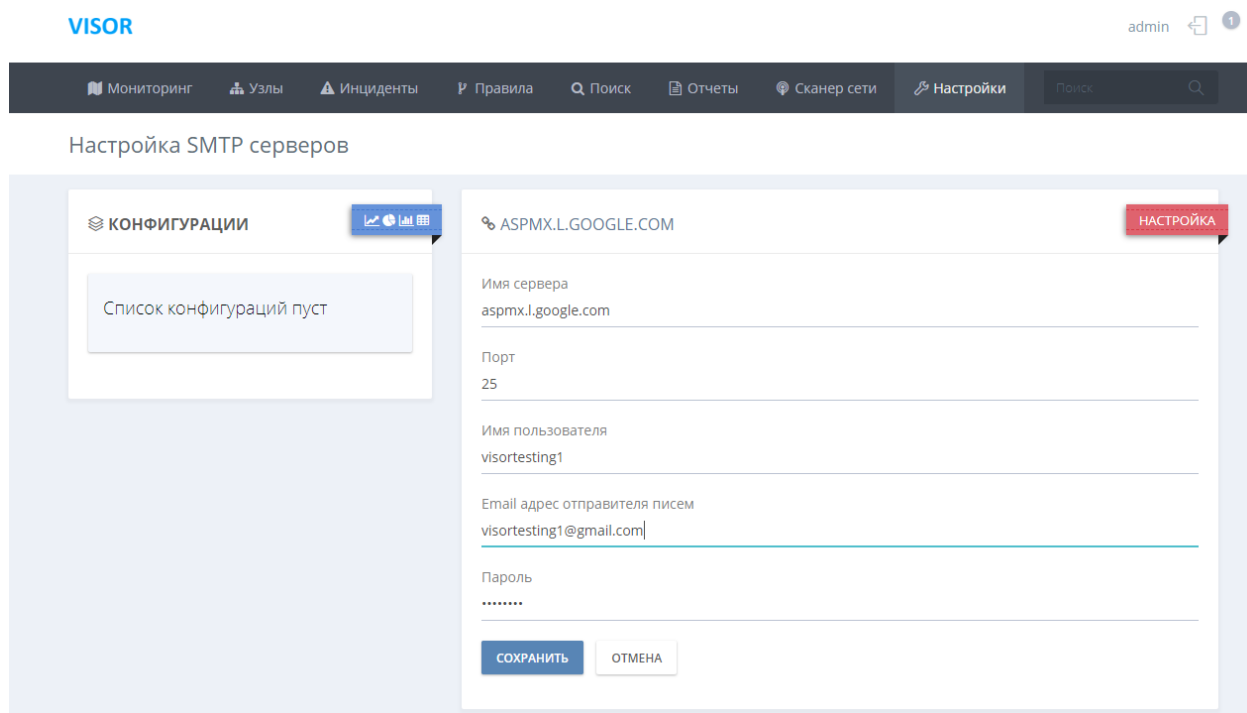 VISOR
admin
1
Мониторинг Узлы Инциденты Правила Поиск Отчеты Сканер сети Настройки Поиск
Настройка SMTP серверов
КОНФИГУРАЦИИ
Список конфигураций пуст
ASPMX.L.GOOGLE.COM
НАСТРОЙКА
Имя сервера
aspmx.l.google.com
Порт
25
Имя пользователя
visortesting1
Email адрес отправителя писем
visortesting1@gmail.com
Пароль
••••••••
СОХРАНИТЬ ОТМЕНА